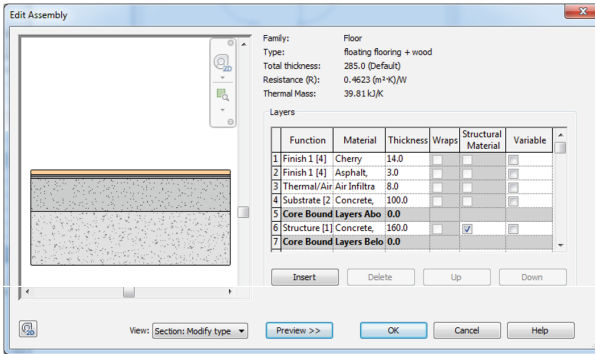 Edit Assembly
Family: Floor
Type: floating flooring + wood
Total thickness: 285.0 (Default)
Resistance (R): 0.4623 (m²·K)/W
Thermal Mass: 39.81 kJ/K
Layers
Function Material Thickness Wraps Structural Material Variable
1 Finish 1 [4] Cherry 14.0
2 Finish 1 [4] Asphalt, 3.0
3 Thermal/Air Air Infiltra 8.0
4 Substrate [2 Concrete, 100.0
5 Core Bound Layers Abo 0.0
6 Structure [1] Concrete, 160.0
7 Core Bound Layers Belo 0.0
Insert Delete Up Down
View: Section: Modify type Preview >> OK Cancel Help
2D
2D